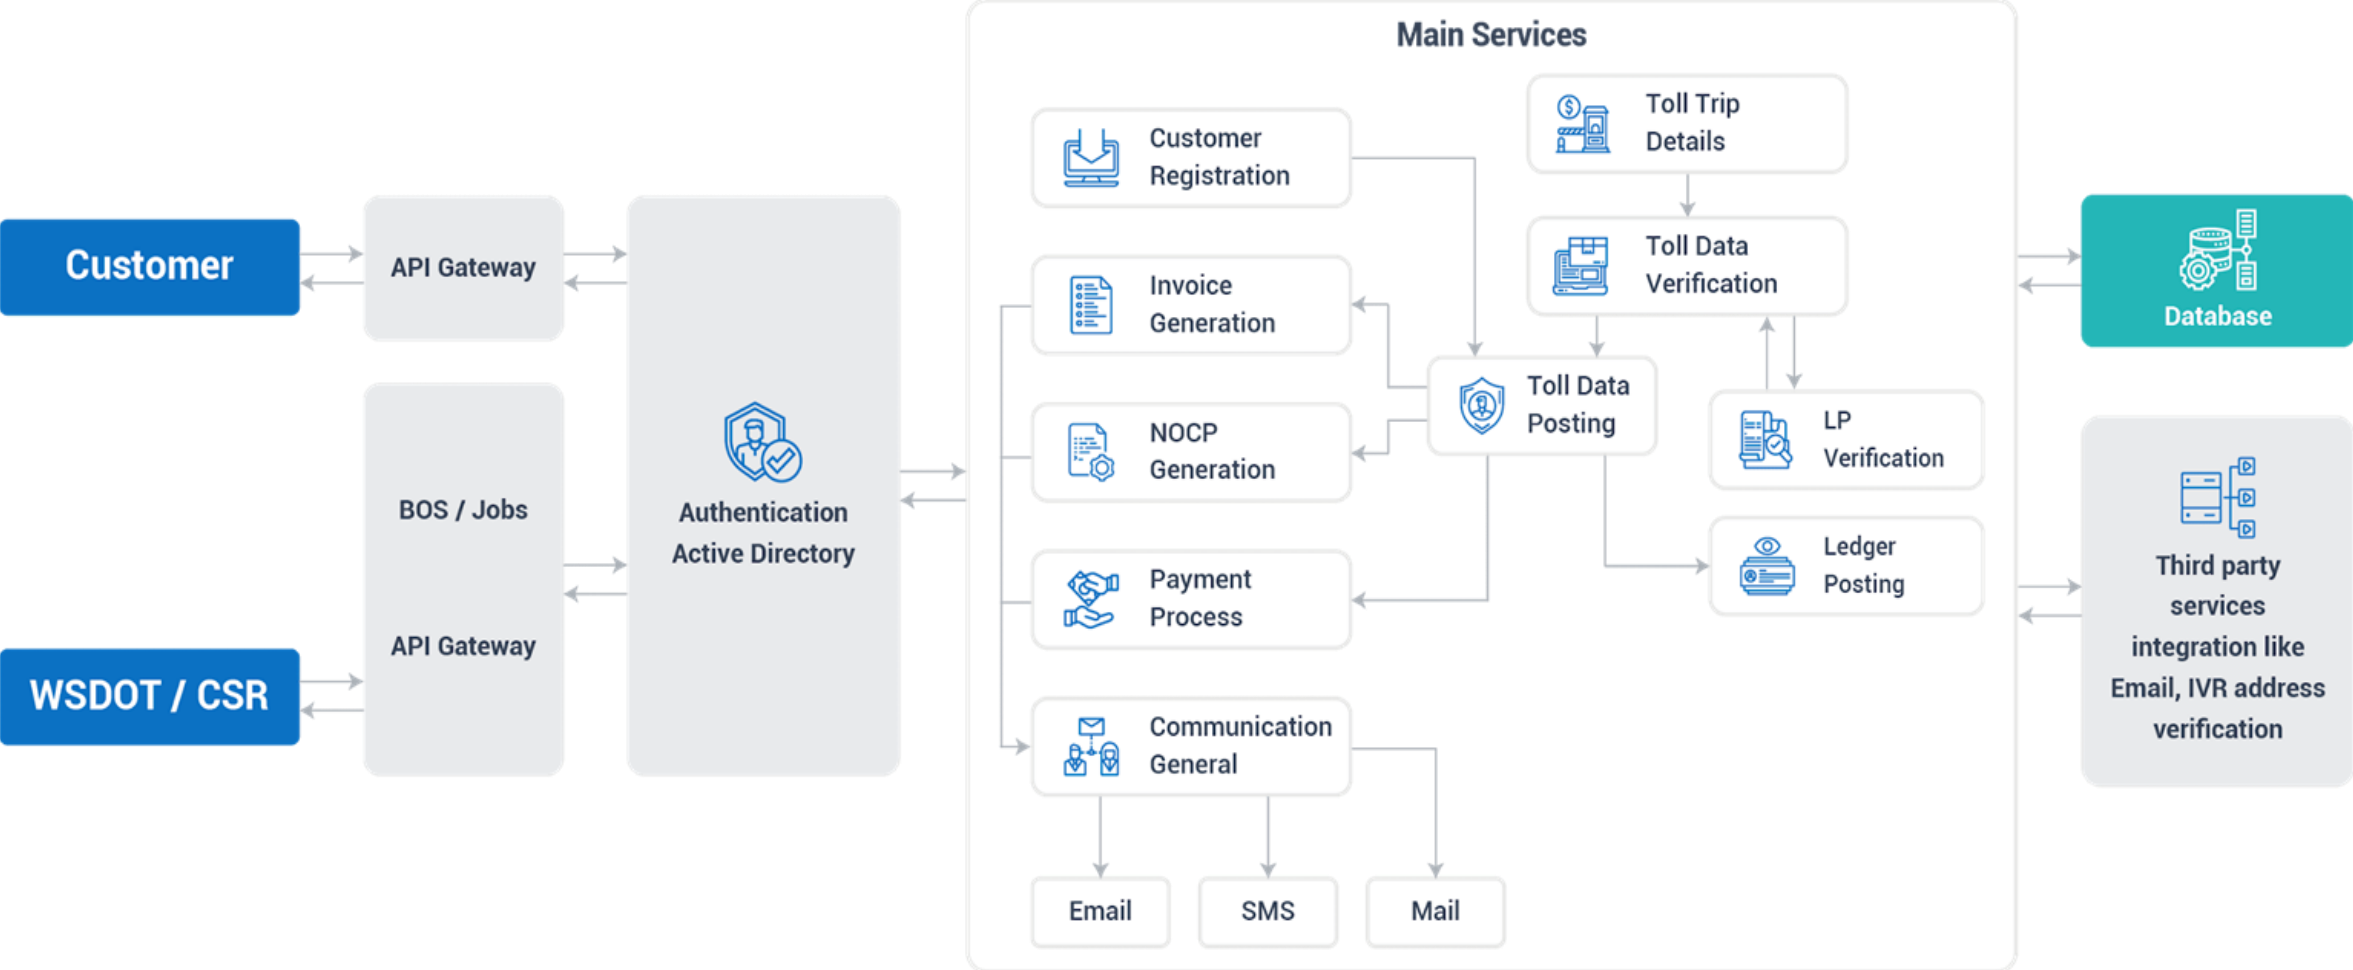 Main Services
Customer
API Gateway
BOS / Jobs
API Gateway
WSDOT / CSR
Authentication
Active Directory
Customer
Registration
Invoice
Generation
NOCP
Generation
Payment
Process
Communication
General
Email
SMS
Mail
Toll Trip
Details
Toll Data
Verification
Toll Data
Posting
LP
Verification
Ledger
Posting
Database
Third party
services
integration like
Email, IVR address
verification